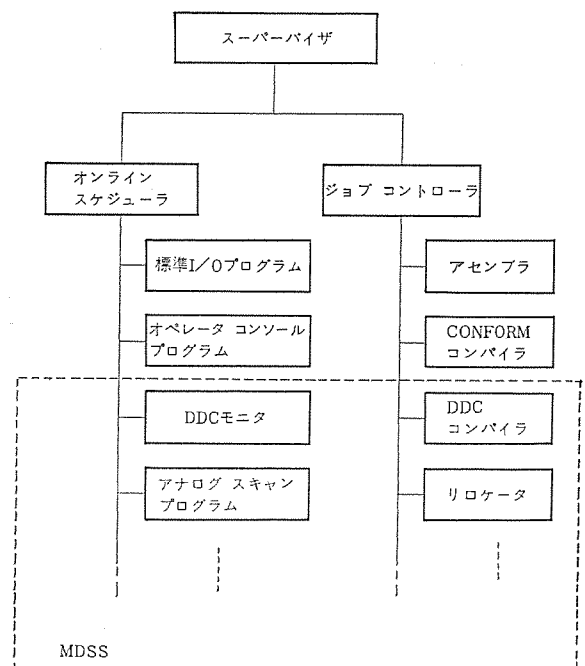 スーパーバイザ
オンライン
スケジューラ
ジョブ コントローラ
標準I/Oプログラム
アセンブラ
オペレータ コンソール
プログラム
CONFORM
コンパイラ
DDCモニタ
DDC
コンパイラ
アナログ スキャン
プログラム
リロケータ
MDSS